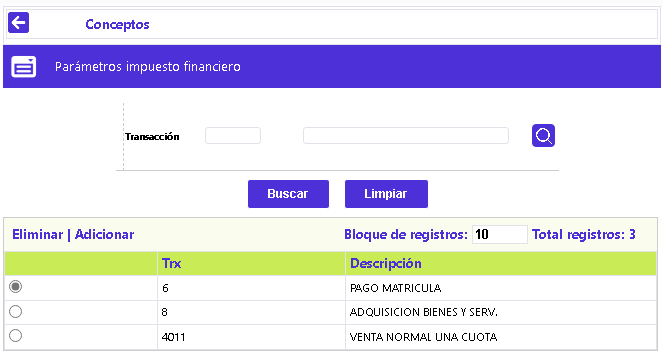 Conceptos
Parámetros impuesto financiero
Transacción
Buscar Limpiar
Eliminar | Adicionar Bloque de registros: 10 Total registros: 3
Trx Descripción
6 PAGO MATRICULA
8 ADQUISICION BIENES Y SERV.
4011 VENTA NORMAL UNA CUOTA